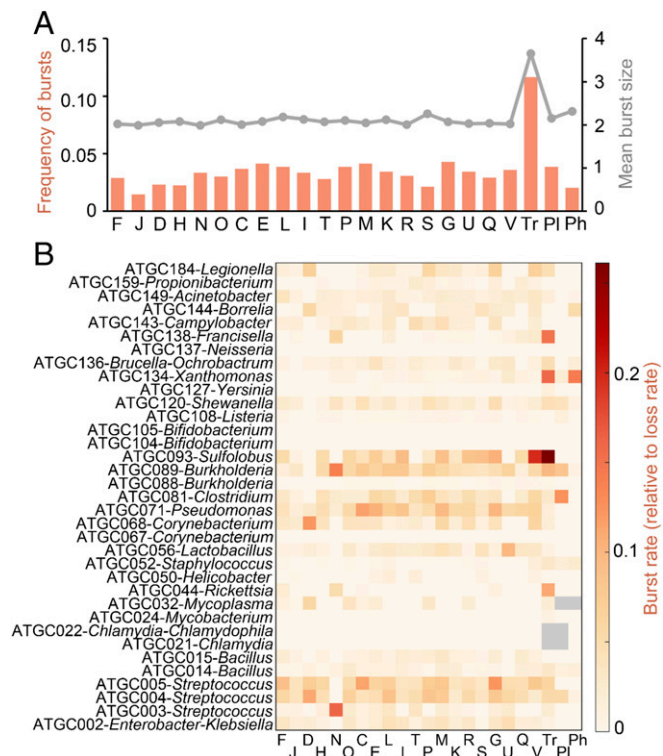 A
Frequency of bursts
0.15
0.10
0.05
0
4
3
2
1
0
Mean burst size
F J D H N O C E L I T P M K R S G U Q V Tr Pl Ph
B
ATGC184-Legionella
ATGC159-Propionibacterium
ATGC149-Acinetobacter
ATGC144-Borrelia
ATGC143-Campylobacter
ATGC138-Francisella
ATGC137-Neisseria
ATGC136-Brucella-Ochrobactrum
ATGC134-Xanthomonas
ATGC127-Yersinia
ATGC120-Shewanella
ATGC108-Listeria
ATGC105-Bifidobacterium
ATGC104-Bifidobacterium
ATGC093-Sulfolobus
ATGC089-Burkholderia
ATGC088-Burkholderia
ATGC081-Clostridium
ATGC071-Pseudomonas
ATGC068-Corynebacterium
ATGC067-Corynebacterium
ATGC056-Lactobacillus
ATGC052-Staphylococcus
ATGC050-Helicobacter
ATGC044-Rickettsia
ATGC032-Mycoplasma
ATGC024-Mycobacterium
ATGC022-Chlamydia-Chlamydophila
ATGC021-Chlamydia
ATGC015-Bacillus
ATGC014-Bacillus
ATGC005-Streptococcus
ATGC004-Streptococcus
ATGC003-Streptococcus
ATGC002-Enterobacter-Klebsiella
F D N C L T M R G Q Tr Ph
J H O E I P K S U V Pl
0.2
0.1
0
Burst rate (relative to loss rate)